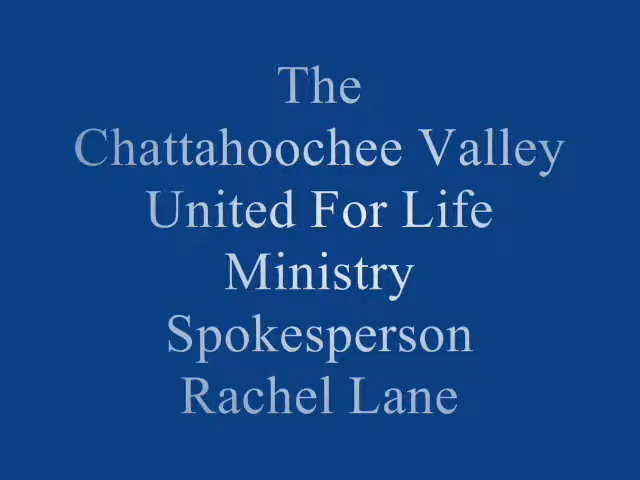 The
Chattahoochee Valley
United For Life
Ministry
Spokesperson
Rachel Lane